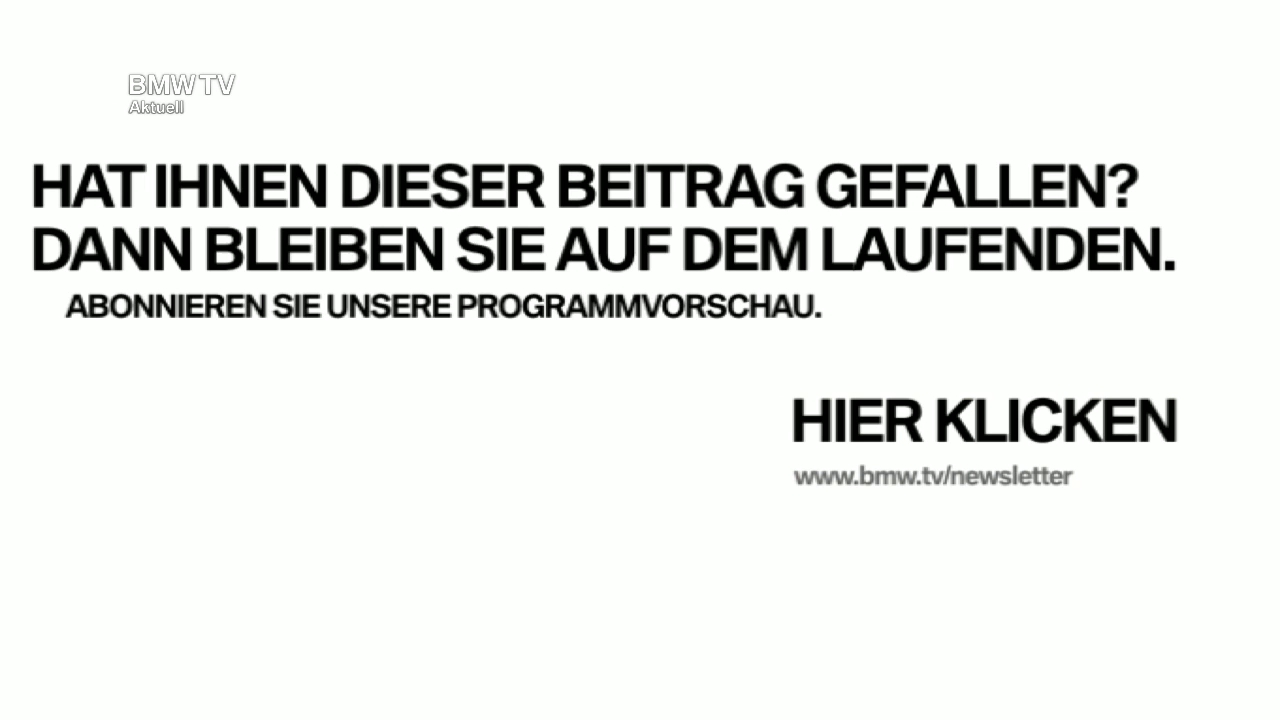 BMW TV
Aktuell
HAT IHNEN DIESER BEITRAG GEFALLEN?
DANN BLEIBEN SIE AUF DEM LAUFENDEN.
ABONNIEREN SIE UNSERE PROGRAMMVORSCHAU.
HIER KLICKEN
www.bmw.tv/newsletter